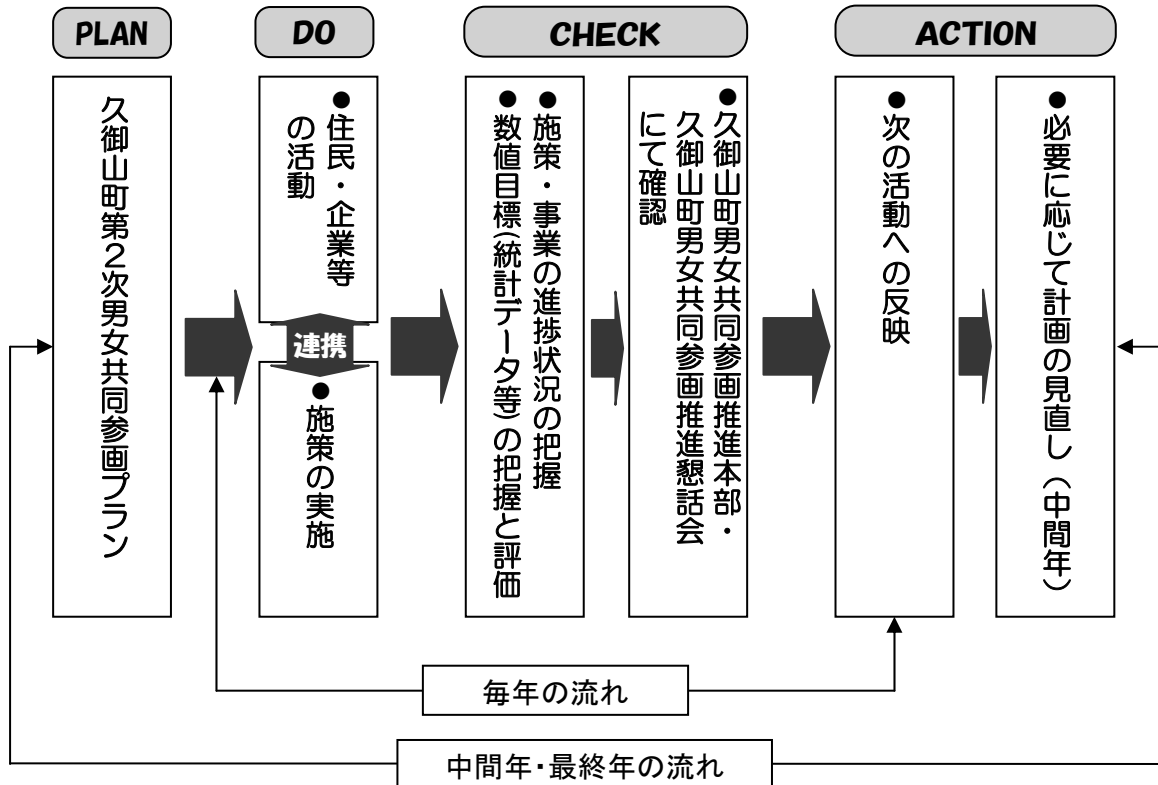 PLAN
DO
CHECK
ACTION
久御山町第2次男女共同参画プラン
●住民・企業等
の活動
連携
●施策の実施
●施策・事業の進捗状況の把握
●数値目標(統計データ等)の把握と評価
●久御山町男女共同参画推進本部・
久御山町男女共同参画推進懇話会
にて確認
●次の活動への反映
●必要に応じて計画の見直し(中間年)
毎年の流れ
中間年・最終年の流れ